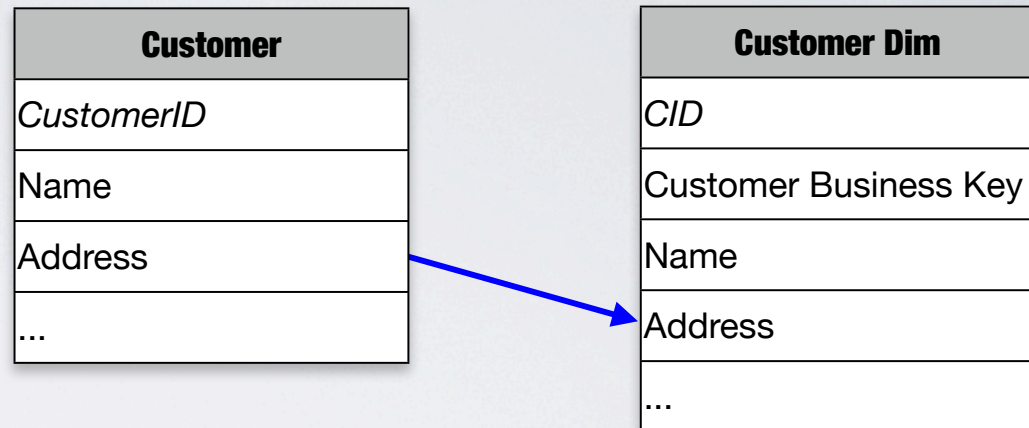 Customer
CustomerID
Name
Address
...
Customer Dim
CID
Customer Business Key
Name
Address
...